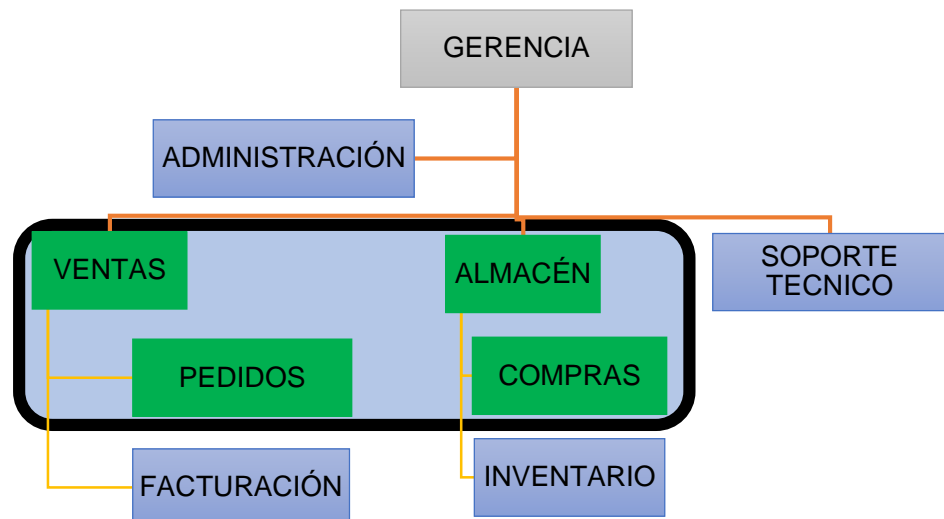 GERENCIA
ADMINISTRACIÓN
VENTAS
ALMACÉN
SOPORTE
TECNICO
PEDIDOS
COMPRAS
FACTURACIÓN
INVENTARIO